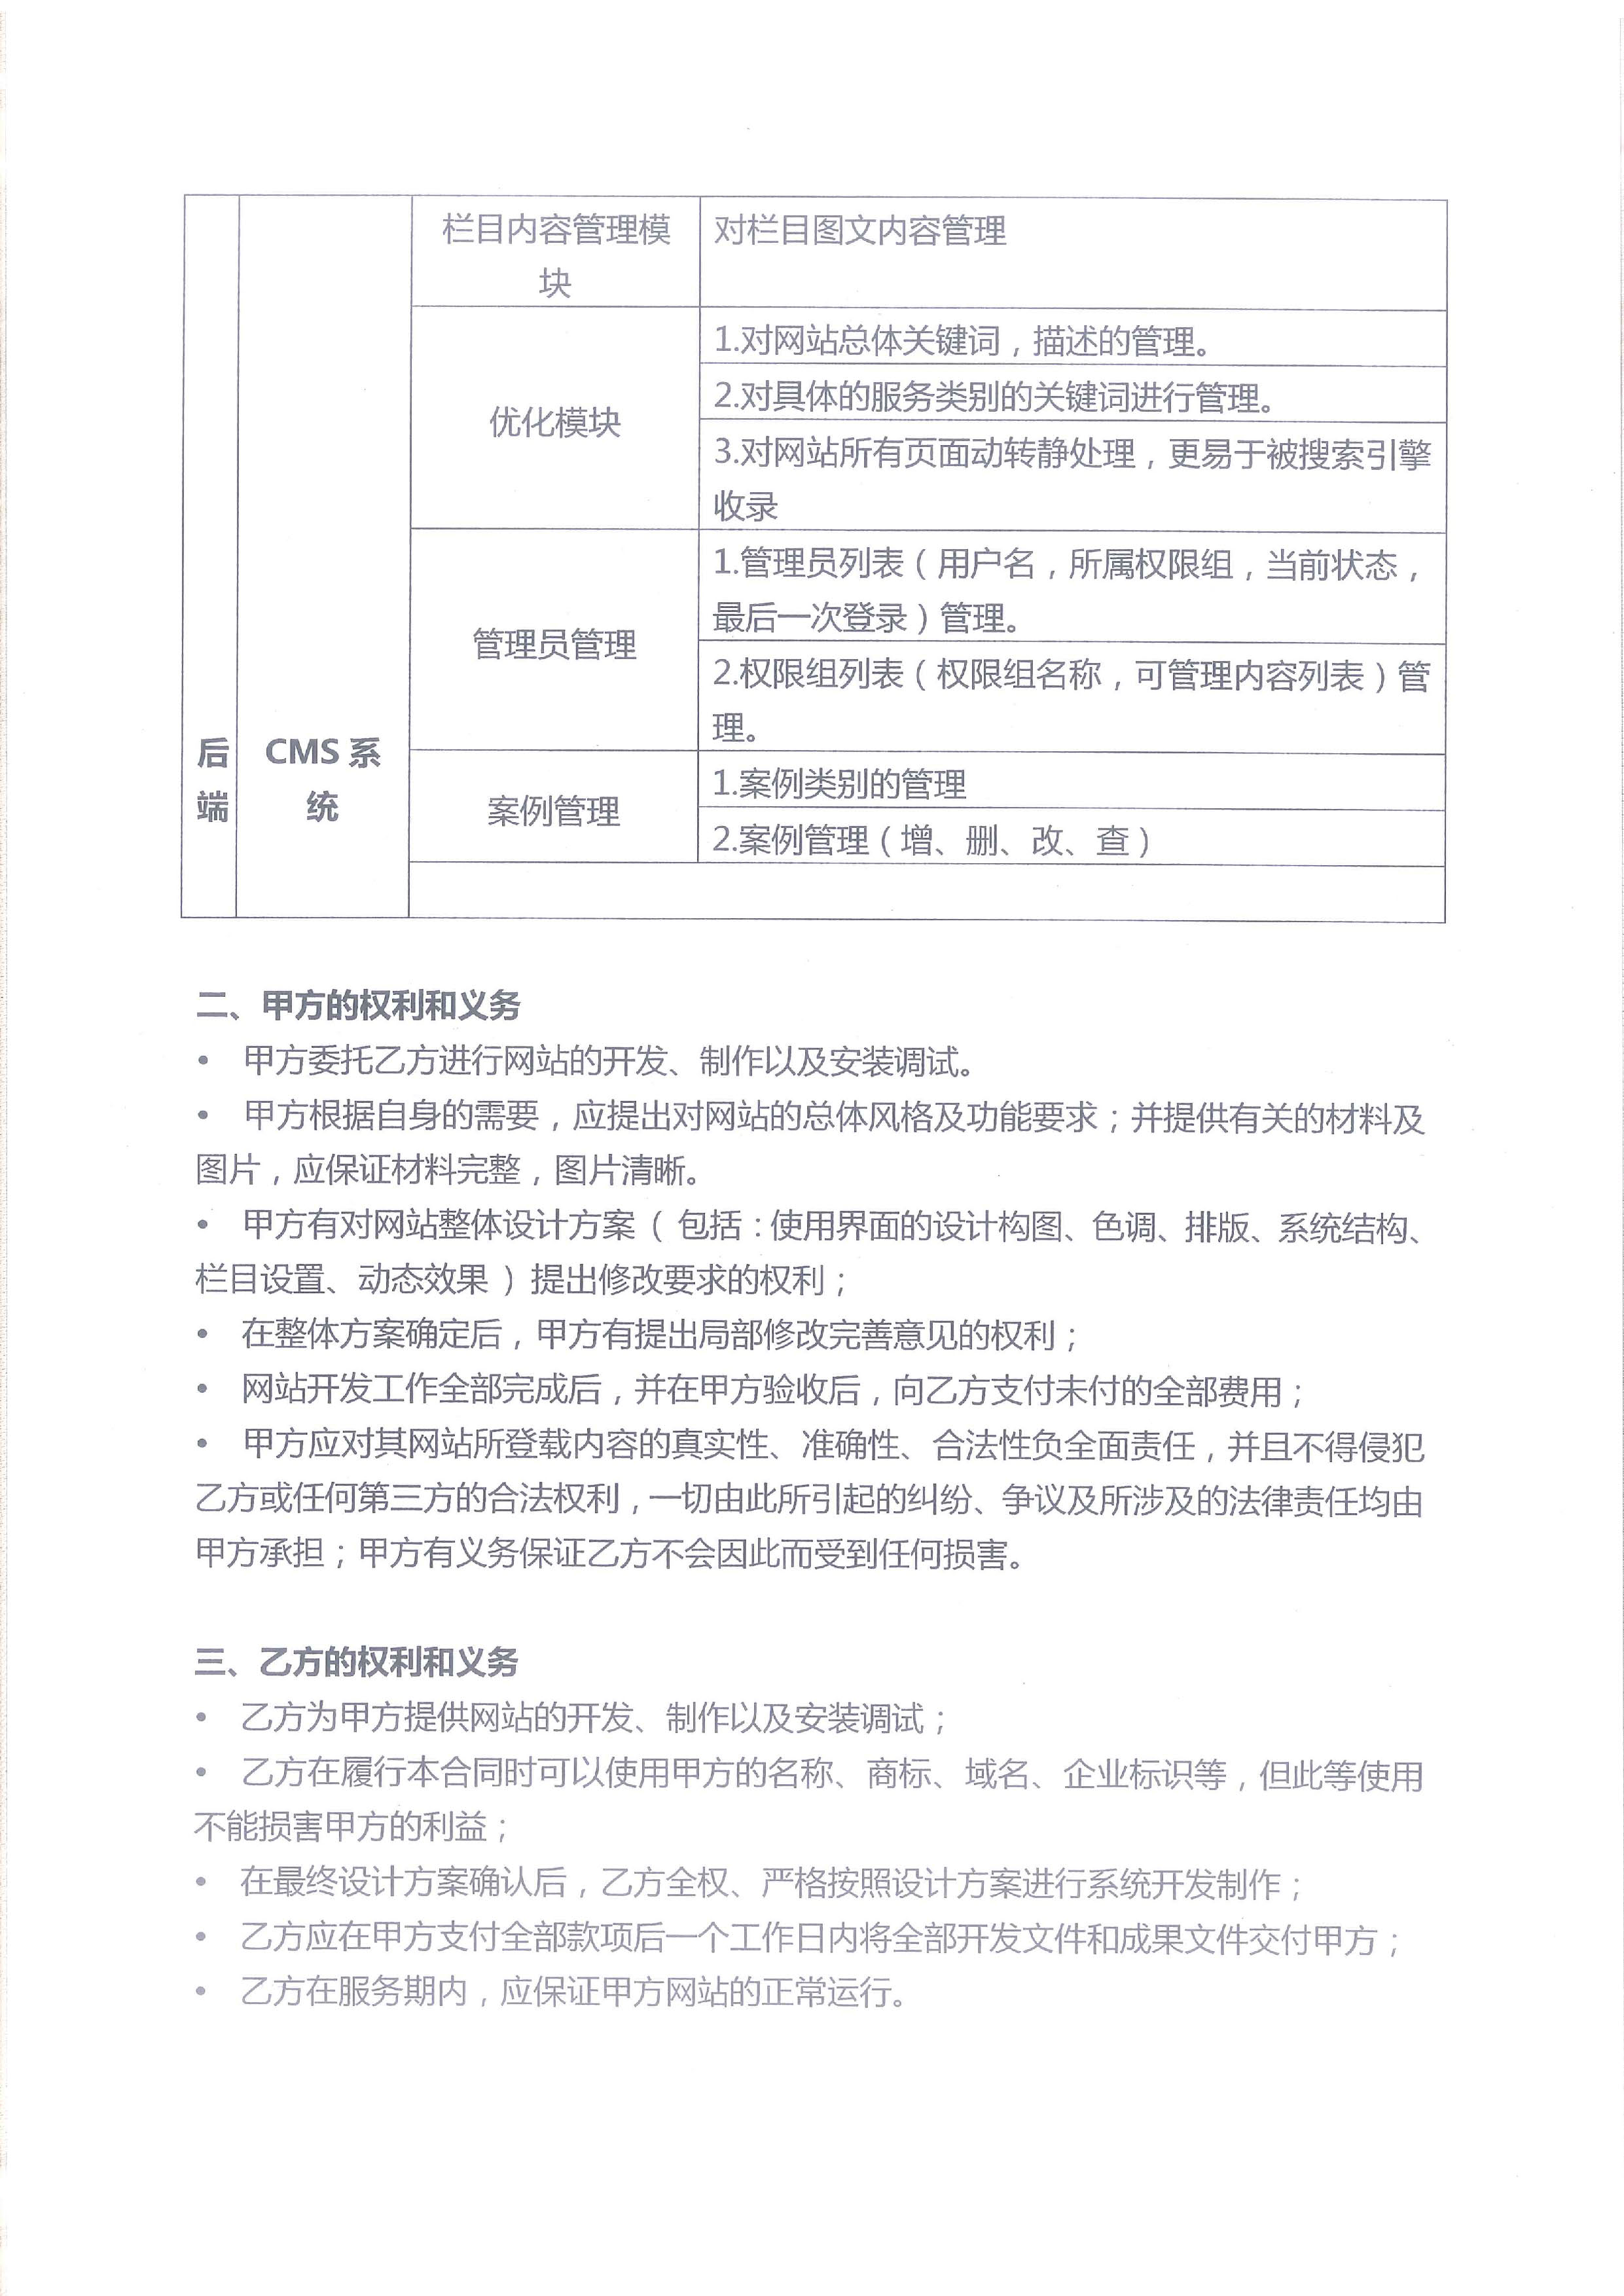 栏目内容管理模
块
对栏目图文内容管理
优化模块
1.对网站总体关键词，描述的管理。
2.对具体的服务类别的关键词进行管理。
3.对网站所有页面动转静处理，更易于被搜索引擎
收录
管理员管理
1.管理员列表（用户名，所属权限组，当前状态，
最后一次登录）管理。
2.权限组列表（权限组名称，可管理内容列表）管
理。
后
端
CMS 系
统
案例管理
1.案例类别的管理
2.案例管理（增、删、改、查）
二、甲方的权利和义务
• 甲方委托乙方进行网站的开发、制作以及安装调试。
• 甲方根据自身的需要，应提出对网站的总体风格及功能要求；并提供有关的材料及
图片，应保证材料完整，图片清晰。
• 甲方有对网站整体设计方案（包括：使用界面的设计构图、色调、排版、系统结构、
栏目设置、动态效果）提出修改要求的权利；
• 在整体方案确定后，甲方有提出局部修改完善意见的权利；
• 网站开发工作全部完成后，并在甲方验收后，向乙方支付未付的全部费用；
• 甲方应对其网站所登载内容的真实性、准确性、合法性负全面责任，并且不得侵犯
乙方或任何第三方的合法权利，一切由此所引起的纠纷、争议及所涉及的法律责任均由
甲方承担；甲方有义务保证乙方不会因此而受到任何损害。
三、乙方的权利和义务
• 乙方为甲方提供网站的开发、制作以及安装调试；
• 乙方在履行本合同时可以使用甲方的名称、商标、域名、企业标识等，但此等使用
不能损害甲方的利益；
• 在最终设计方案确认后，乙方全权、严格按照设计方案进行系统开发制作；
• 乙方应在甲方支付全部款项后一个工作日内将全部开发文件和成果文件交付甲方；
• 乙方在服务期内，应保证甲方网站的正常运行。